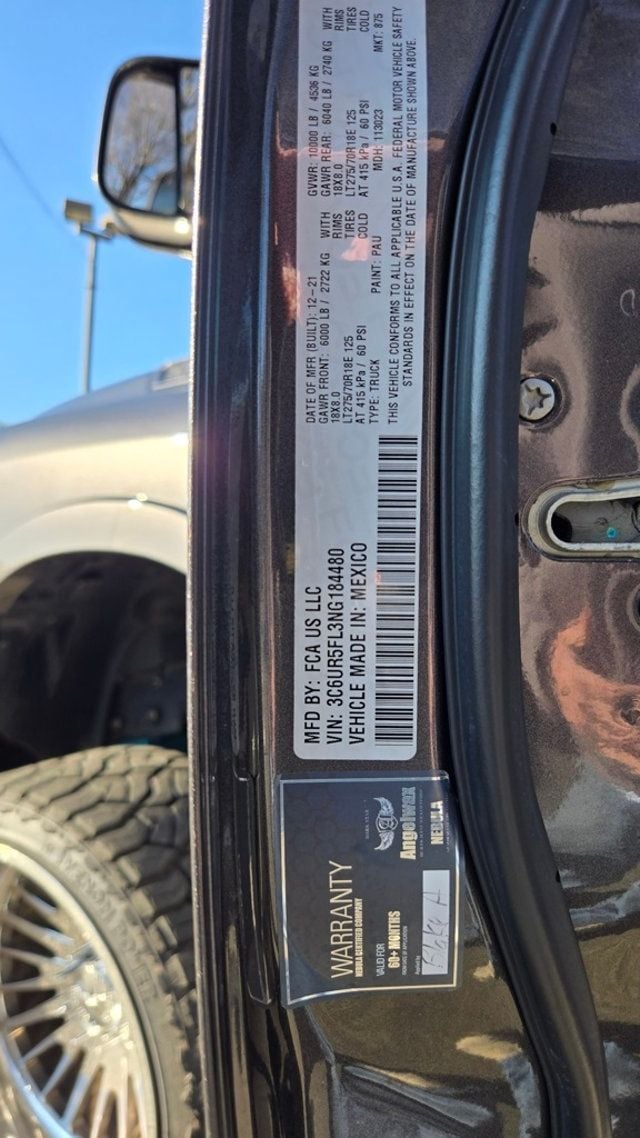 MFD BY: FCA US LLC
VIN: 3C6UR5FL3NG184480
VEHICLE MADE IN: MEXICO
DATE OF MFR (BUILT): 12-21
GVWR: 10000 LB / 4536 KG
GAWR FRONT: 6000 LB / 2722 KG WITH
GAWR REAR: 6040 LB / 2740 KG WITH
18X8.0 RIMS
18X8.0 RIMS
LT275/70R18E 125 TIRES
LT275/70R18E 125 TIRES
AT 415 kPa / 60 PSI COLD
AT 415 kPa / 60 PSI COLD
TYPE: TRUCK PAINT: PAU MDH: 113023 MKT: 875
THIS VEHICLE CONFORMS TO ALL APPLICABLE U.S.A. FEDERAL MOTOR VEHICLE SAFETY
STANDARDS IN EFFECT ON THE DATE OF MANUFACTURE SHOWN ABOVE.
WARRANTY
NEBULA CERTIFIED COMPANY
VALID FOR
60+ MONTHS
Angelwax
NEBULA